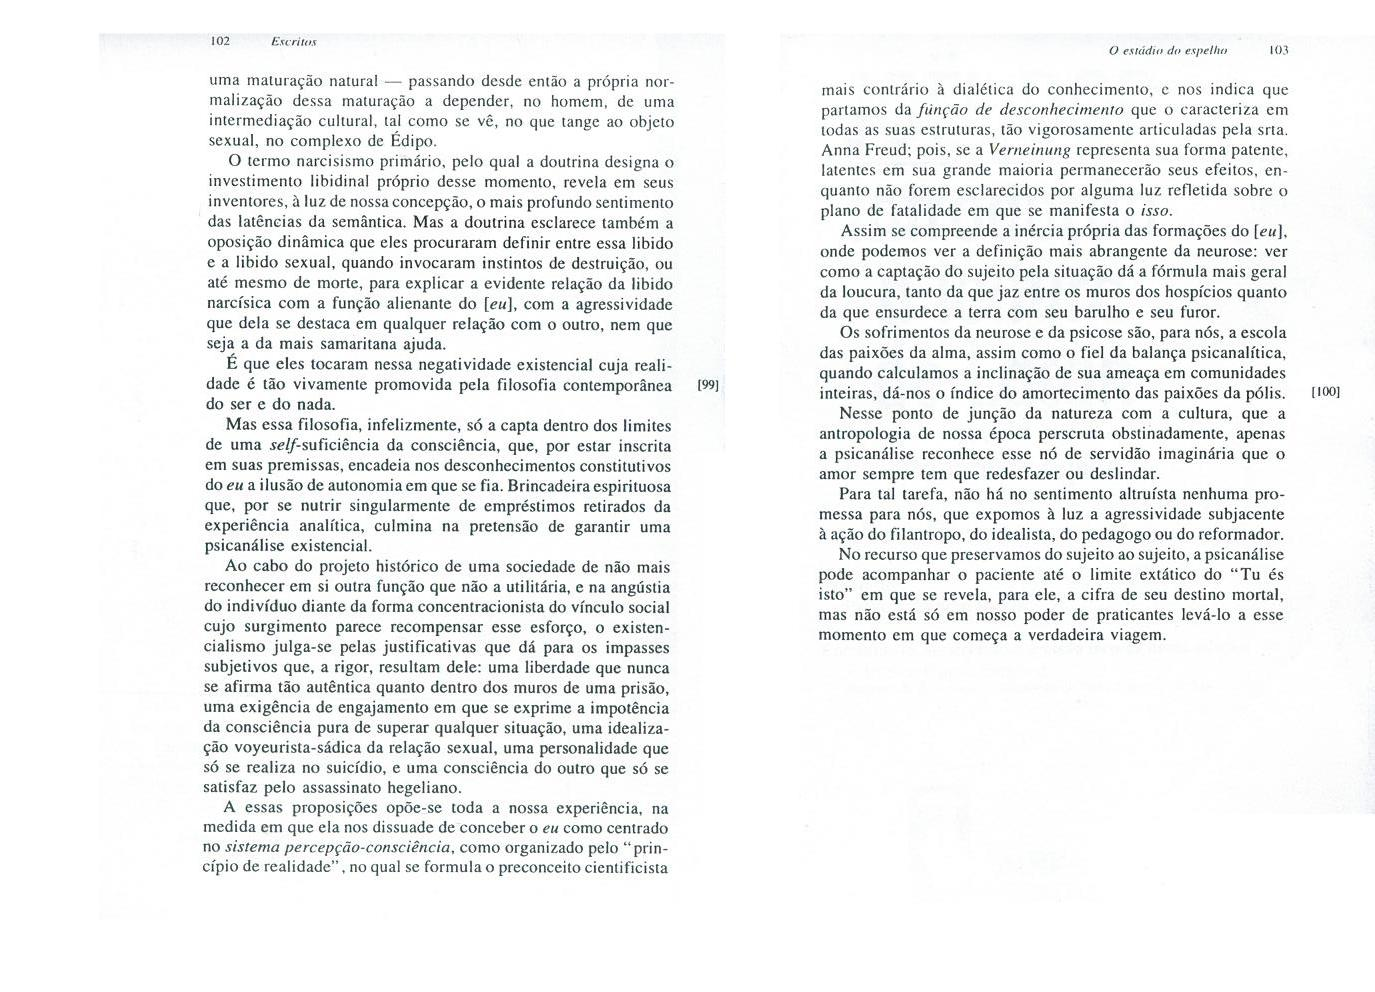 102 Escritos
uma maturação natural — passando desde então a própria nor-
malização dessa maturação a depender, no homem, de uma
intermediação cultural, tal como se vê, no que tange ao objeto
sexual, no complexo de Édipo.
O termo narcisismo primário, pelo qual a doutrina designa o
investimento libidinal próprio desse momento, revela em seus
inventores, à luz de nossa concepção, o mais profundo sentimento
das latências da semântica. Mas a doutrina esclarece também a
oposição dinâmica que eles procuraram definir entre essa libido
e a libido sexual, quando invocaram instintos de destruição, ou
até mesmo de morte, para explicar a evidente relação da libido
narcísica com a função alienante do [eu], com a agressividade
que dela se destaca em qualquer relação com o outro, nem que
seja a da mais samaritana ajuda.
É que eles tocaram nessa negatividade existencial cuja reali-
dade é tão vivamente promovida pela filosofia contemporânea [99]
do ser e do nada.
Mas essa filosofia, infelizmente, só a capta dentro dos limites
de uma self-suficiência da consciência, que, por estar inscrita
em suas premissas, encadeia nos desconhecimentos constitutivos
do eu a ilusão de autonomia em que se fia. Brincadeira espirituosa
que, por se nutrir singularmente de empréstimos retirados da
experiência analítica, culmina na pretensão de garantir uma
psicanálise existencial.
Ao cabo do projeto histórico de uma sociedade de não mais
reconhecer em si outra função que não a utilitária, e na angústia
do indivíduo diante da forma concentracionista do vínculo social
cujo surgimento parece recompensar esse esforço, o existen-
cialismo julga-se pelas justificativas que dá para os impasses
subjetivos que, a rigor, resultam dele: uma liberdade que nunca
se afirma tão autêntica quanto dentro dos muros de uma prisão,
uma exigência de engajamento em que se exprime a impotência
da consciência pura de superar qualquer situação, uma idealiza-
ção voyeurista-sádica da relação sexual, uma personalidade que
só se realiza no suicídio, e uma consciência do outro que só se
satisfaz pelo assassinato hegeliano.
A essas proposições opõe-se toda a nossa experiência, na
medida em que ela nos dissuade de conceber o eu como centrado
no sistema percepção-consciência, como organizado pelo “prin-
cípio de realidade”, no qual se formula o preconceito cientificista
O estádio do espelho 103
mais contrário à dialética do conhecimento, e nos indica que
partamos da função de desconhecimento que o caracteriza em
todas as suas estruturas, tão vigorosamente articuladas pela srta.
Anna Freud; pois, se a Verneinung representa sua forma patente,
latentes em sua grande maioria permanecerão seus efeitos, en-
quanto não forem esclarecidos por alguma luz refletida sobre o
plano de fatalidade em que se manifesta o isso.
Assim se compreende a inércia própria das formações do [eu],
onde podemos ver a definição mais abrangente da neurose: ver
como a captação do sujeito pela situação dá a fórmula mais geral
da loucura, tanto da que jaz entre os muros dos hospícios quanto
da que ensurdece a terra com seu barulho e seu furor.
Os sofrimentos da neurose e da psicose são, para nós, a escola
das paixões da alma, assim como o fiel da balança psicanalítica,
quando calculamos a inclinação de sua ameaça em comunidades
inteiras, dá-nos o índice do amortecimento das paixões da pólis. [100]
Nesse ponto de junção da natureza com a cultura, que a
antropologia de nossa época perscruta obstinadamente, apenas
a psicanálise reconhece esse nó de servidão imaginária que o
amor sempre tem que redesfazer ou deslindar.
Para tal tarefa, não há no sentimento altruísta nenhuma pro-
messa para nós, que expomos à luz a agressividade subjacente
à ação do filantropo, do idealista, do pedagogo ou do reformador.
No recurso que preservamos do sujeito ao sujeito, a psicanálise
pode acompanhar o paciente até o limite extático do “Tu és
isto” em que se revela, para ele, a cifra de seu destino mortal,
mas não está só em nosso poder de praticantes levá-lo a esse
momento em que começa a verdadeira viagem.